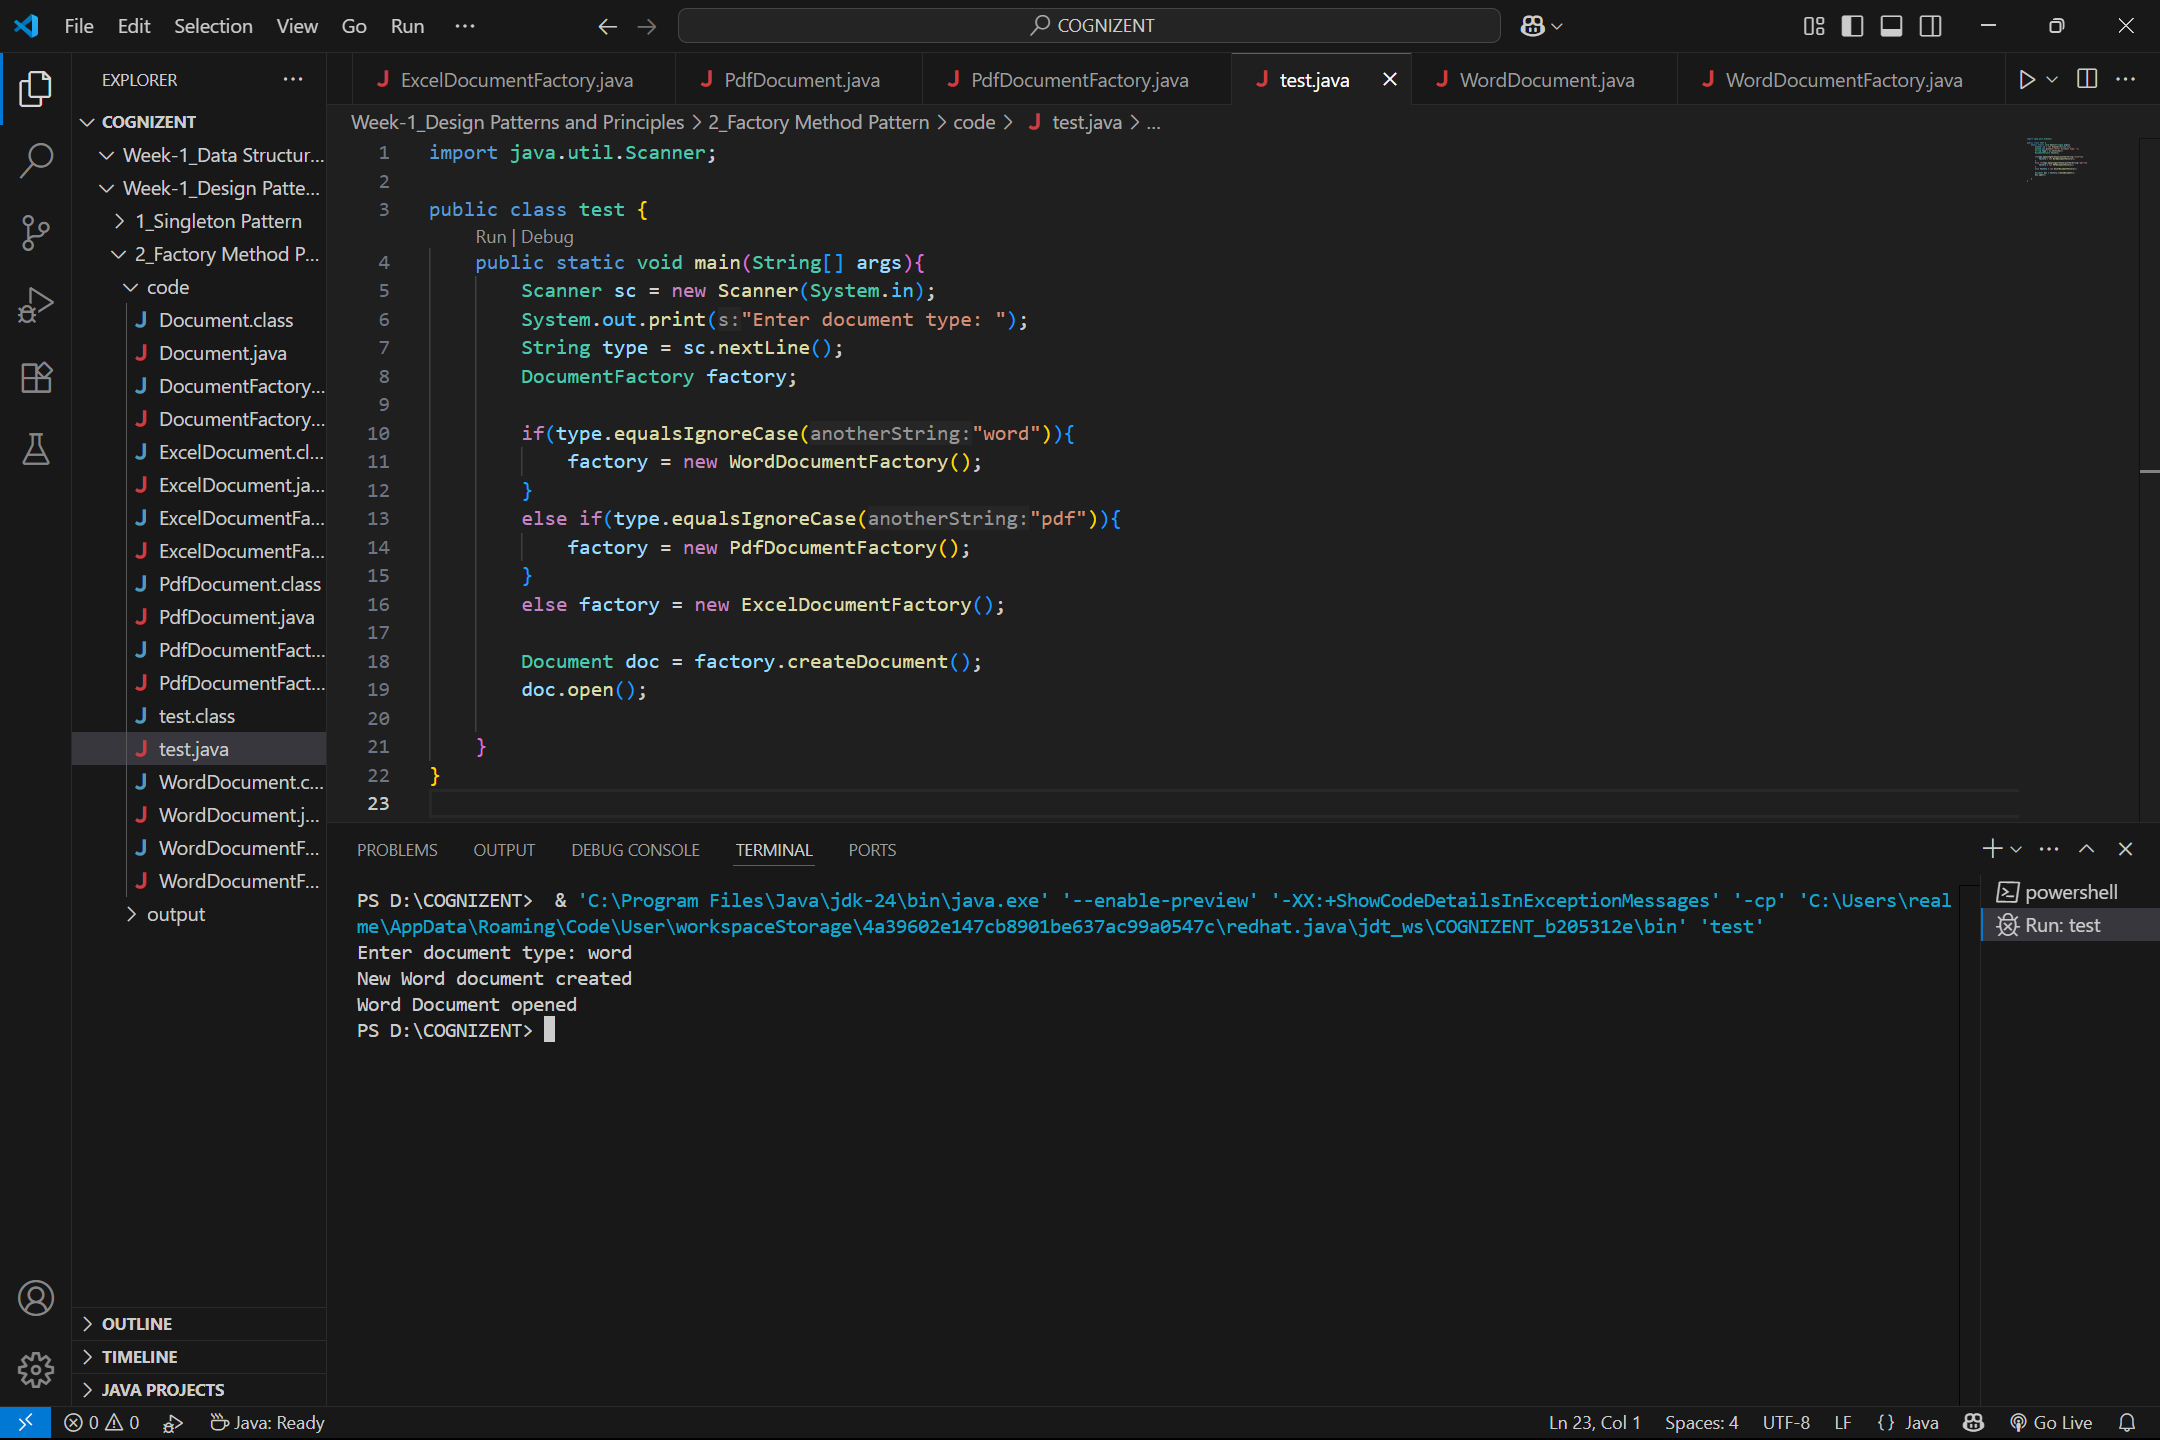 File Edit Selection View Go Run ··· COGNIZENT
EXPLORER ···
COGNIZENT
Week-1_Data Structur...
Week-1_Design Patte...
1_Singleton Pattern
2_Factory Method P...
code
J Document.class
J Document.java
J DocumentFactory...
J DocumentFactory...
J ExcelDocument.cl...
J ExcelDocument.ja...
J ExcelDocumentFa...
J ExcelDocumentFa...
J PdfDocument.class
J PdfDocument.java
J PdfDocumentFact...
J PdfDocumentFact...
J test.class
J test.java
J WordDocument.c...
J WordDocument.j...
J WordDocumentF...
J WordDocumentF...
output
OUTLINE
TIMELINE
JAVA PROJECTS
J ExcelDocumentFactory.java J PdfDocument.java J PdfDocumentFactory.java J test.java J WordDocument.java J WordDocumentFactory.java
Week-1_Design Patterns and Principles > 2_Factory Method Pattern > code > J test.java > ...
1 import java.util.Scanner;
2
3 public class test {
Run | Debug
4 public static void main(String[] args){
5 Scanner sc = new Scanner(System.in);
6 System.out.print(s:"Enter document type: ");
7 String type = sc.nextLine();
8 DocumentFactory factory;
9
10 if(type.equalsIgnoreCase(anotherString:"word")){
11 factory = new WordDocumentFactory();
12 }
13 else if(type.equalsIgnoreCase(anotherString:"pdf")){
14 factory = new PdfDocumentFactory();
15 }
16 else factory = new ExcelDocumentFactory();
17
18 Document doc = factory.createDocument();
19 doc.open();
20
21 }
22 }
23
PROBLEMS OUTPUT DEBUG CONSOLE TERMINAL PORTS
PS D:\COGNIZENT>  & 'C:\Program Files\Java\jdk-24\bin\java.exe' '--enable-preview' '-XX:+ShowCodeDetailsInExceptionMessages' '-cp' 'C:\Users\real
me\AppData\Roaming\Code\User\workspaceStorage\4a39602e147cb8901be637ac99a0547c\redhat.java\jdt_ws\COGNIZENT_b205312e\bin' 'test'
Enter document type: word
New Word document created
Word Document opened
PS D:\COGNIZENT>
powershell
Run: test
0 0 Java: Ready Ln 23, Col 1 Spaces: 4 UTF-8 LF {} Java Go Live